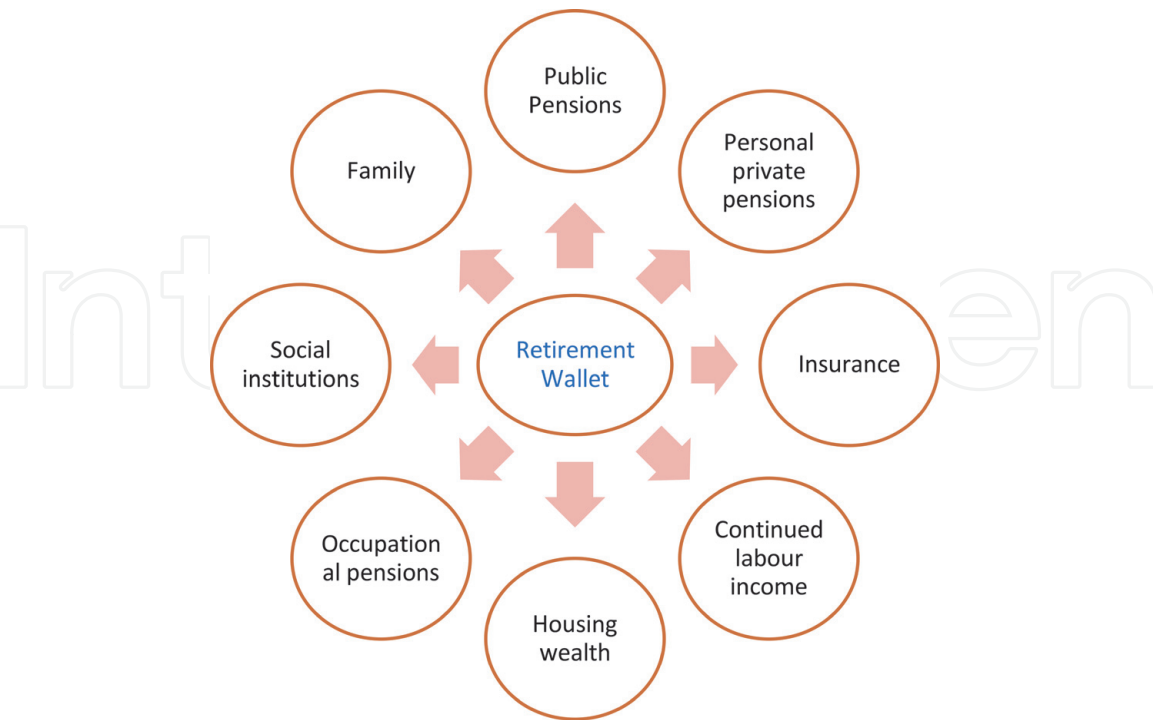 Public
Pensions
Personal
private
pensions
Insurance
Continued
labour
income
Housing
wealth
Occupation
al pensions
Social
institutions
Family
Retirement
Wallet